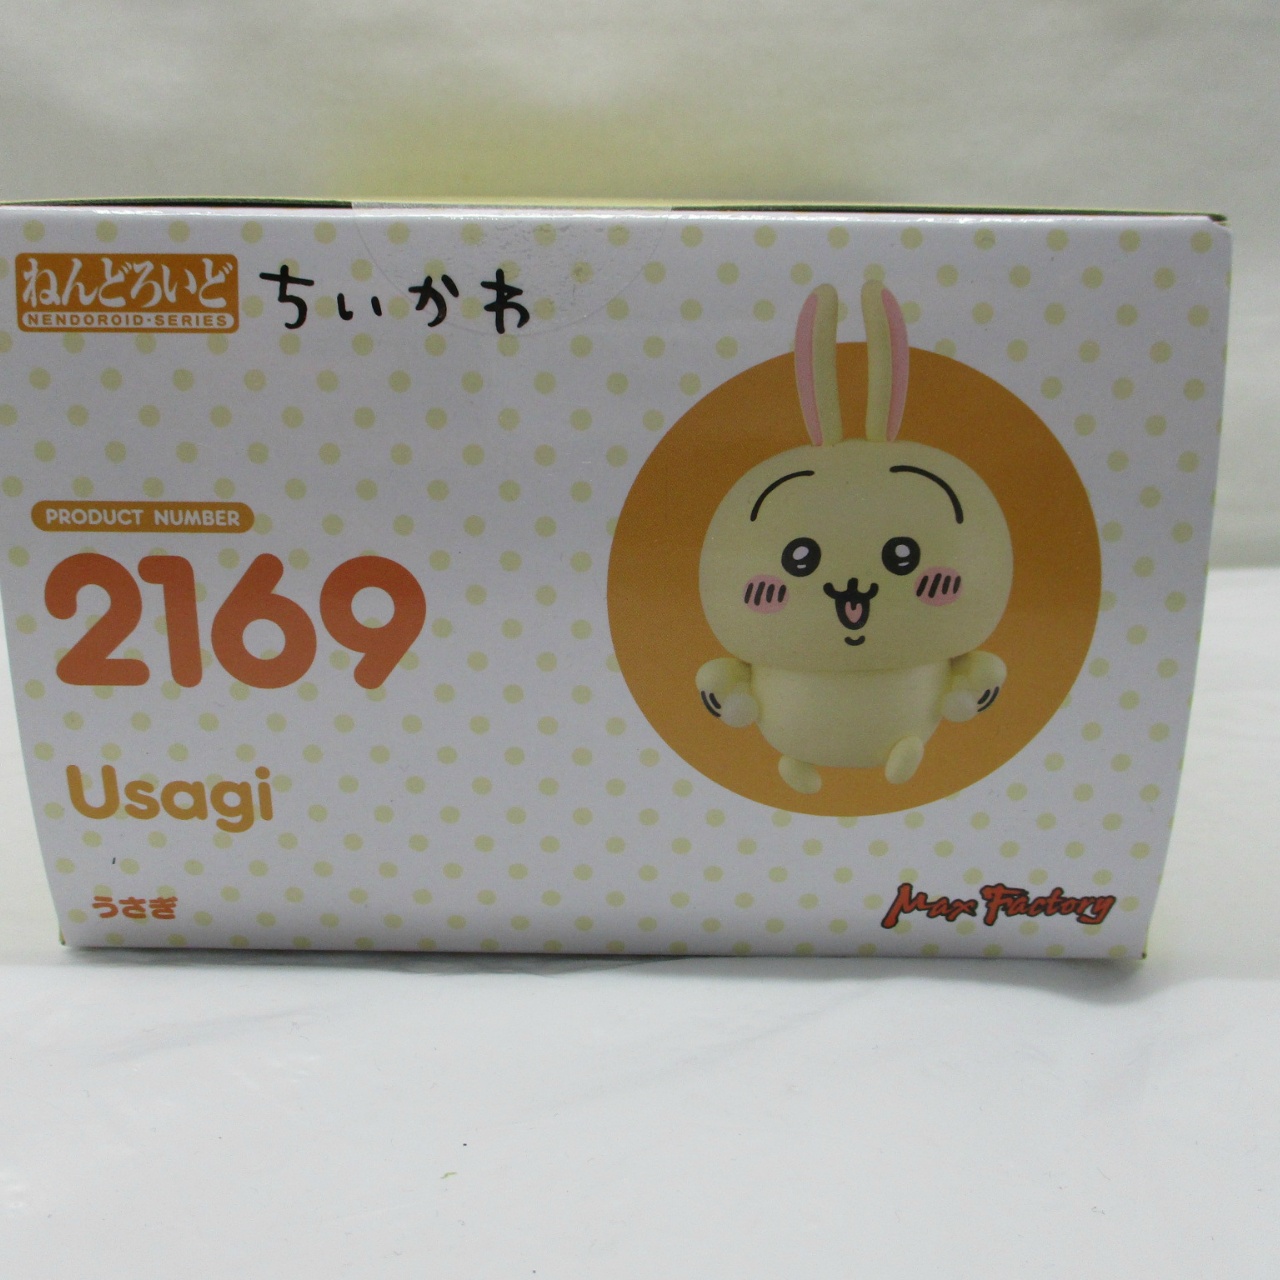 ねんどろいど
NENDOROID·SERIES
ちいかわ
PRODUCT NUMBER
2169
Usagi
うさぎ
Max Factory